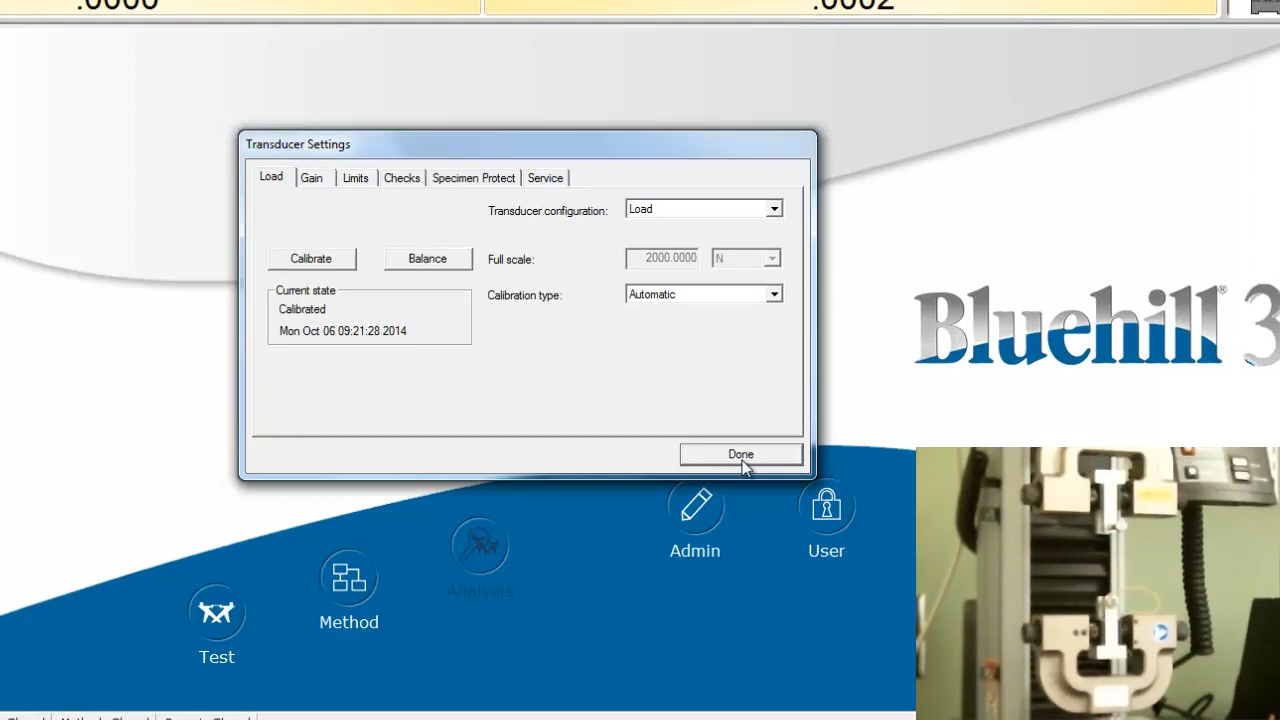 .0000 .0002
Transducer Settings
Load Gain Limits Checks Specimen Protect Service
Transducer configuration: Load
Calibrate Balance Full scale: 2000.0000 N
Current state
Calibration type: Automatic
Calibrated
Mon Oct 06 09:21:28 2014
Done
Bluehill® 3
Admin User
Analysis
Method
Test